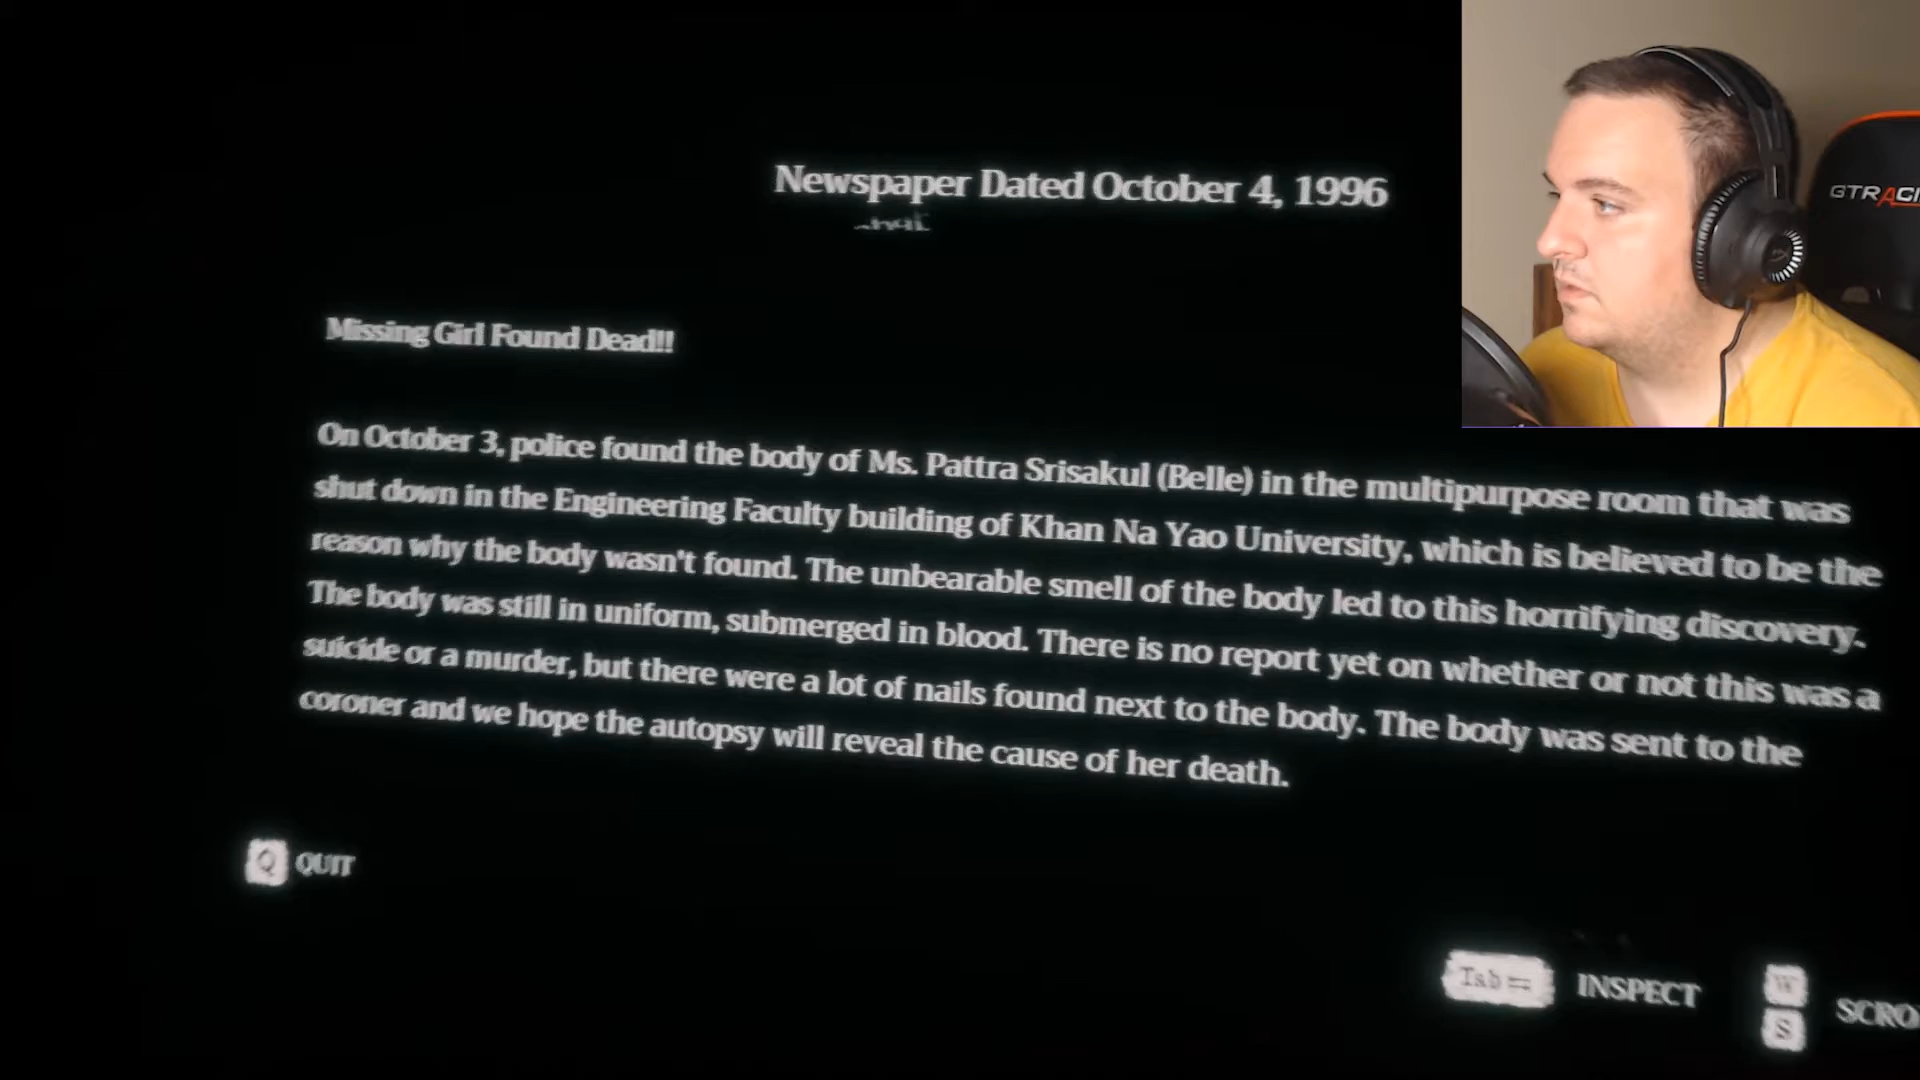 Newspaper Dated October 4, 1996
Missing Girl Found Dead!!
On October 3, police found the body of Ms. Pattra Srisakul (Belle) in the multipurpose room that was
shut down in the Engineering Faculty building of Khan Na Yao University, which is believed to be the
reason why the body wasn't found. The unbearable smell of the body led to this horrifying discovery.
The body was still in uniform, submerged in blood. There is no report yet on whether or not this was a
suicide or a murder, but there were a lot of nails found next to the body. The body was sent to the
coroner and we hope the autopsy will reveal the cause of her death.
Q QUIT
Tab INSPECT
W
S